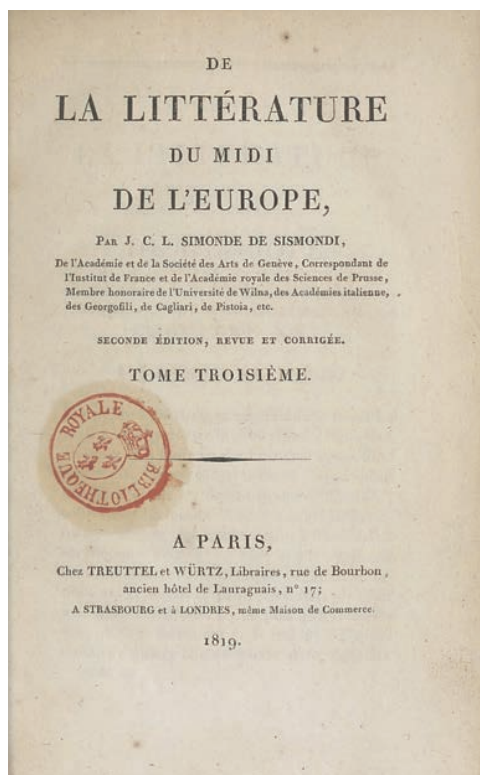 DE
LA LITTÉRATURE
DU MIDI
DE L'EUROPE,
PAR J. C. L. SIMONDE DE SISMONDI,
De l'Académie et de la Société des Arts de Genève, Correspondant de
l'Institut de France et de l'Académie royale des Sciences de Prusse,
Membre honoraire de l'Université de Wilna, des Académies italienne,
des Georgofili, de Cagliari, de Pistoia, etc.
SECONDE ÉDITION, REVUE ET CORRIGÉE.
TOME TROISIÈME.
BIBLIOTHEQUE ROYALE
A PARIS,
Chez TREUTTEL et WÜRTZ, Libraires, rue de Bourbon,
ancien hôtel de Lauraguais, n° 17;
A STRASBOURG et à LONDRES, même Maison de Commerce.
1819.